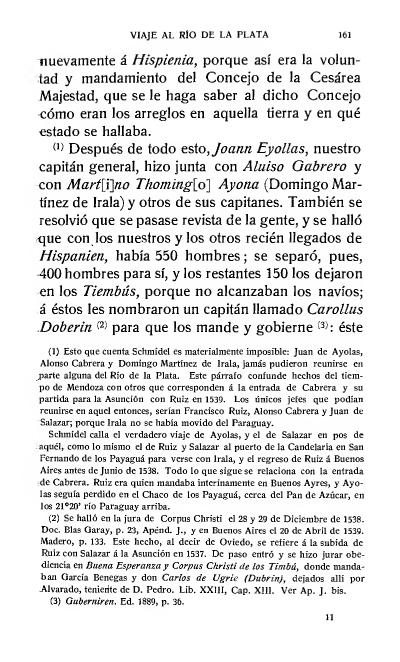 VIAJE AL RÍO DE LA PLATA 161
nuevamente á Hispienia, porque así era la volun-
tad y mandamiento del Concejo de la Cesárea
Majestad, que se le haga saber al dicho Concejo
cómo eran los arreglos en aquella tierra y en qué
estado se hallaba.
(1) Después de todo esto, Joann Eyollas, nuestro
capitán general, hizo junta con Aluiso Gabrero y
con Mart[i]no Thoming[o] Ayona (Domingo Mar-
tínez de Irala) y otros de sus capitanes. También se
resolvió que se pasase revista de la gente, y se halló
que con los nuestros y los otros recién llegados de
Hispanien, había 550 hombres; se separó, pues,
400 hombres para sí, y los restantes 150 los dejaron
en los Tiembús, porque no alcanzaban los navíos;
á éstos les nombraron un capitán llamado Carollus
Doberin (2) para que los mande y gobierne (3): éste
(1) Esto que cuenta Schmídel es materialmente imposible: Juan de Ayolas,
Alonso Cabrera y Domingo Martínez de Irala, jamás pudieron reunirse en
parte alguna del Río de la Plata. Este párrafo confunde hechos del tiem-
po de Mendoza con otros que corresponden á la entrada de Cabrera y su
partida para la Asunción con Ruiz en 1539. Los únicos jefes que podían
reunirse en aquel entonces, serían Francisco Ruiz, Alonso Cabrera y Juan de
Salazar; porque Irala no se había movido del Paraguay.
Schmídel calla el verdadero viaje de Ayolas, y el de Salazar en pos de
aquél, como lo mismo el de Ruiz y Salazar al puerto de la Candelaria en San
Fernando de los Payaguá para verse con Irala, y el regreso de Ruiz á Buenos
Aires antes de Junio de 1538. Todo lo que sigue se relaciona con la entrada
de Cabrera. Ruiz era quien mandaba interinamente en Buenos Ayres, y Ayo-
las seguía perdido en el Chaco de los Payaguá, cerca del Pan de Azúcar, en
los 21°20' río Paraguay arriba.
(2) Se halló en la jura de Corpus Christi el 28 y 29 de Diciembre de 1538.
Doc. Blas Garay, p. 23, Apénd. J., y en Buenos Aires el 20 de Abril de 1539.
Madero, p. 133. Este hecho, al decir de Oviedo, se refiere á la subida de
Ruiz con Salazar á la Asunción en 1537. De paso entró y se hizo jurar obe-
diencia en Buena Esperanza y Corpus Christi de los Timbú, donde manda-
ban García Benegas y don Carlos de Ugrie (Dubrin), dejados allí por
Alvarado, teniente de D. Pedro. Lib. XXIII, Cap. XIII. Ver Ap. J. bis.
(3) Guberniren. Ed. 1889, p. 36.
11